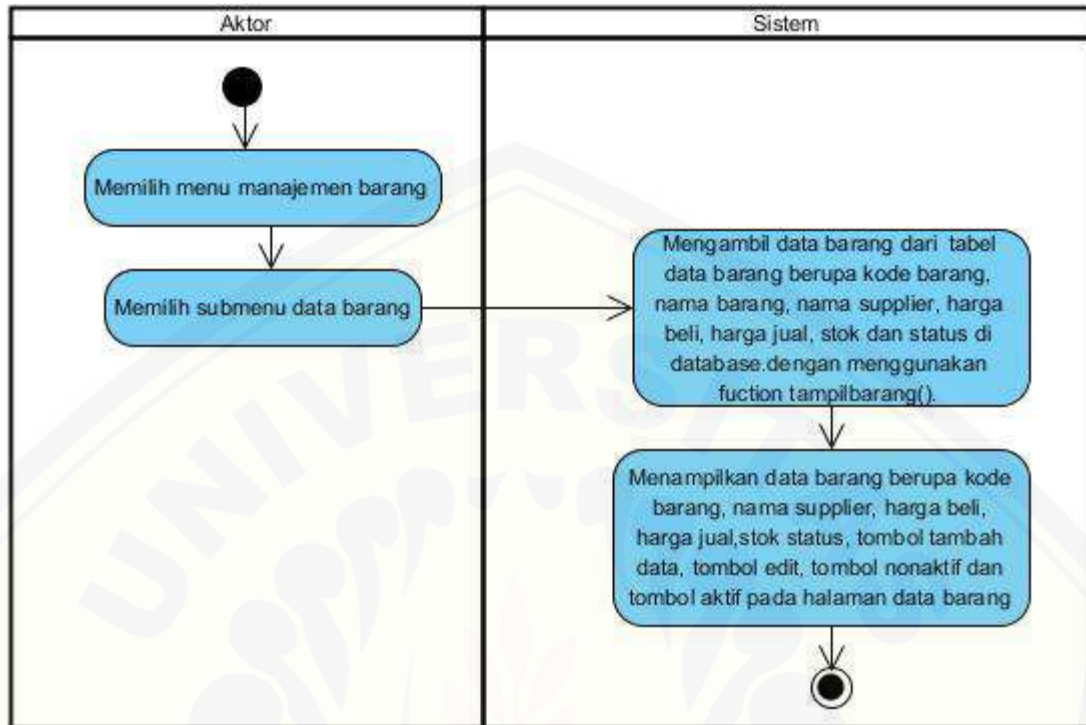 Aktor
Sistem
Memilih menu manajemen barang
Memilih submenu data barang
Mengambil data barang dari tabel
data barang berupa kode barang,
nama barang, nama supplier, harga
beli, harga jual, stok dan status di
database.dengan menggunakan
fuction tampilbarang().
Menampilkan data barang berupa kode
barang, nama supplier, harga beli,
harga jual,stok status, tombol tambah
data, tombol edit, tombol nonaktif dan
tombol aktif pada halaman data barang
UNIVERSIT